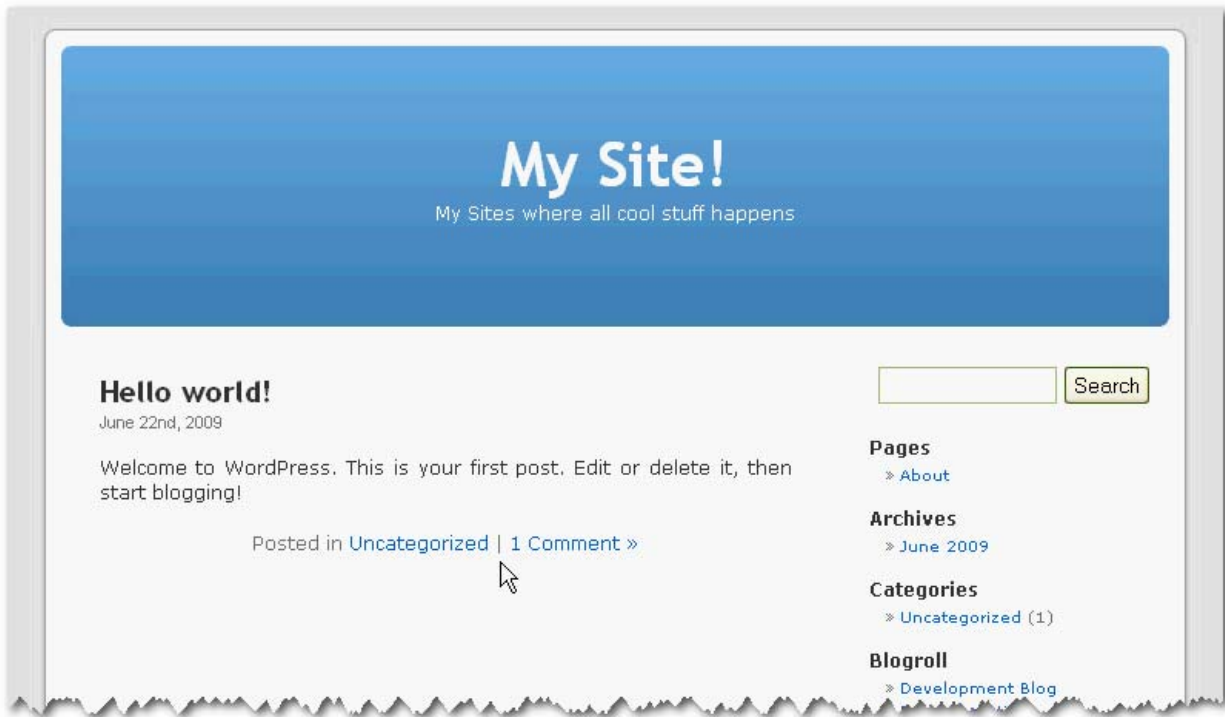 My Site!
My Sites where all cool stuff happens
Hello world!
June 22nd, 2009
Welcome to WordPress. This is your first post. Edit or delete it, then
start blogging!
Posted in Uncategorized | 1 Comment »
Search
Pages
» About
Archives
» June 2009
Categories
» Uncategorized (1)
Blogroll
» Development Blog